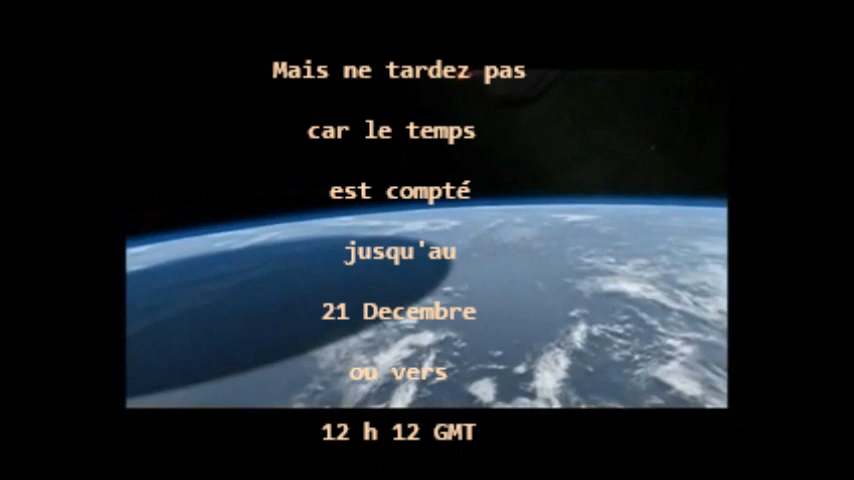 Mais ne tardez pas
car le temps
est compté
jusqu'au
21 Decembre
ou vers
12 h 12 GMT